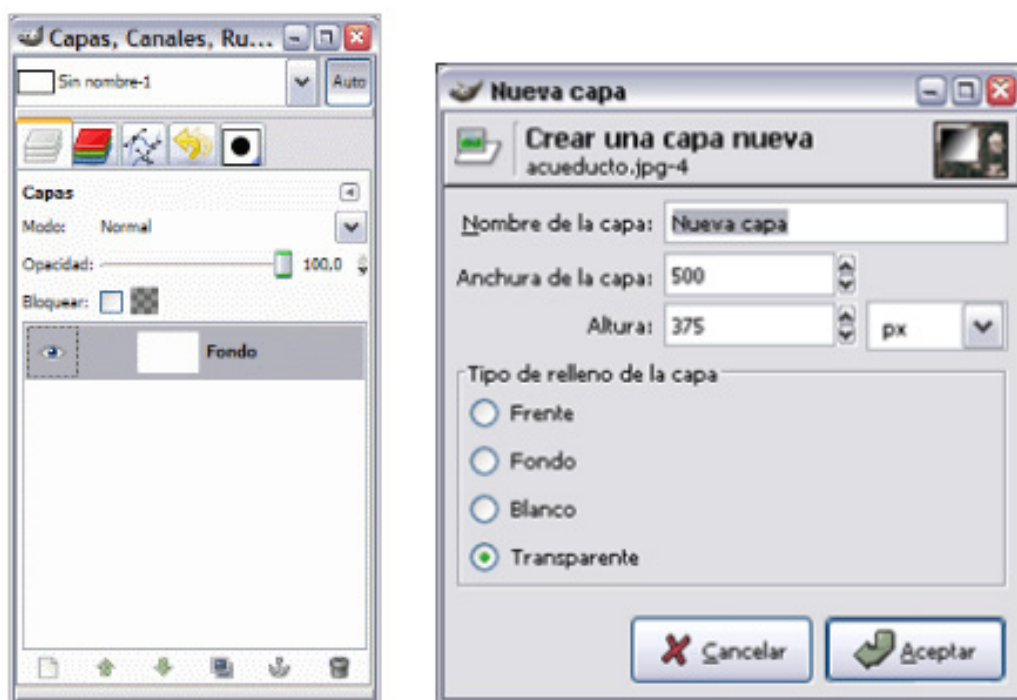 Capas, Canales, Ru...
Sin nombre-1
Auto
Capas
Modo: Normal
Opacidad: 100,0
Bloquear:
Fondo
Nueva capa
Crear una capa nueva
acueducto.jpg-4
Nombre de la capa: Nueva capa
Anchura de la capa: 500
Altura: 375 px
Tipo de relleno de la capa
Frente
Fondo
Blanco
Transparente
Cancelar Aceptar